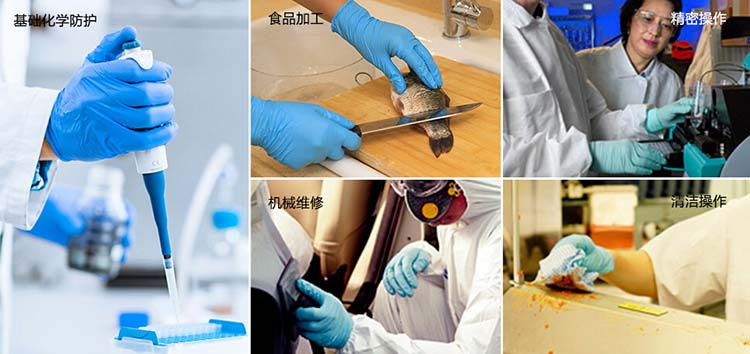 基础化学防护
食品加工
精密操作
机械维修
清洁操作